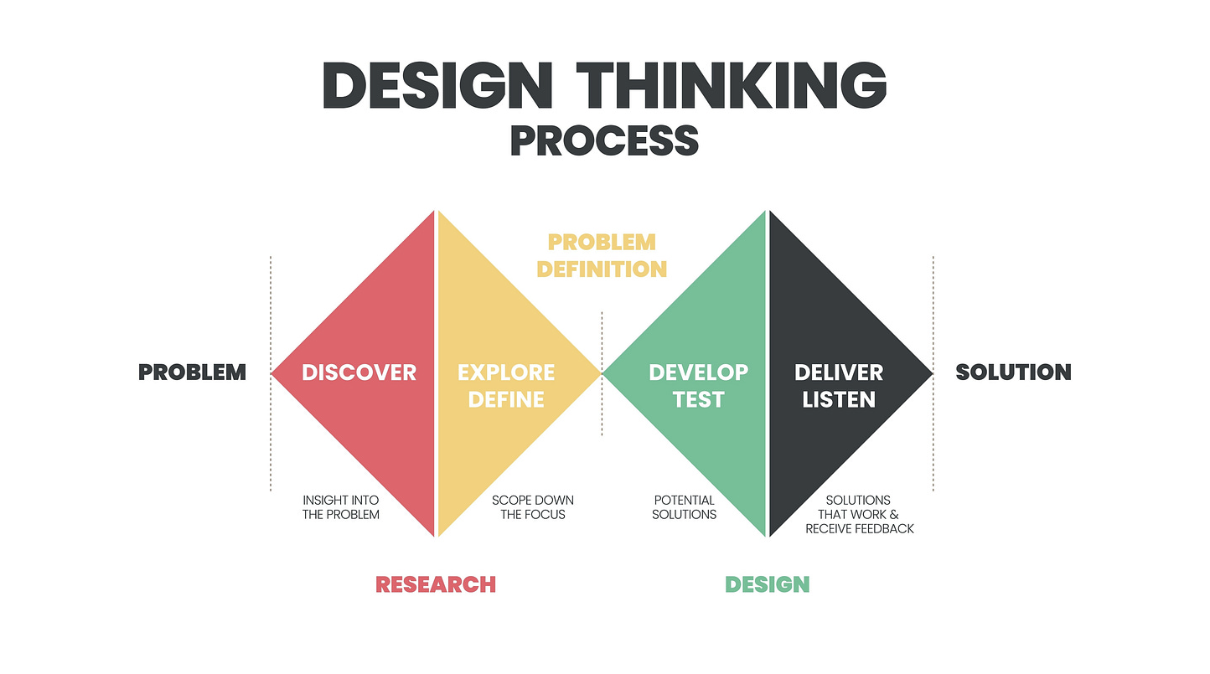 DESIGN THINKING
PROCESS
PROBLEM
DEFINITION
PROBLEM
DISCOVER
EXPLORE
DEFINE
DEVELOP
TEST
DELIVER
LISTEN
SOLUTION
INSIGHT INTO
THE PROBLEM
SCOPE DOWN
THE FOCUS
POTENTIAL
SOLUTIONS
SOLUTIONS
THAT WORK &
RECEIVE FEEDBACK
RESEARCH
DESIGN